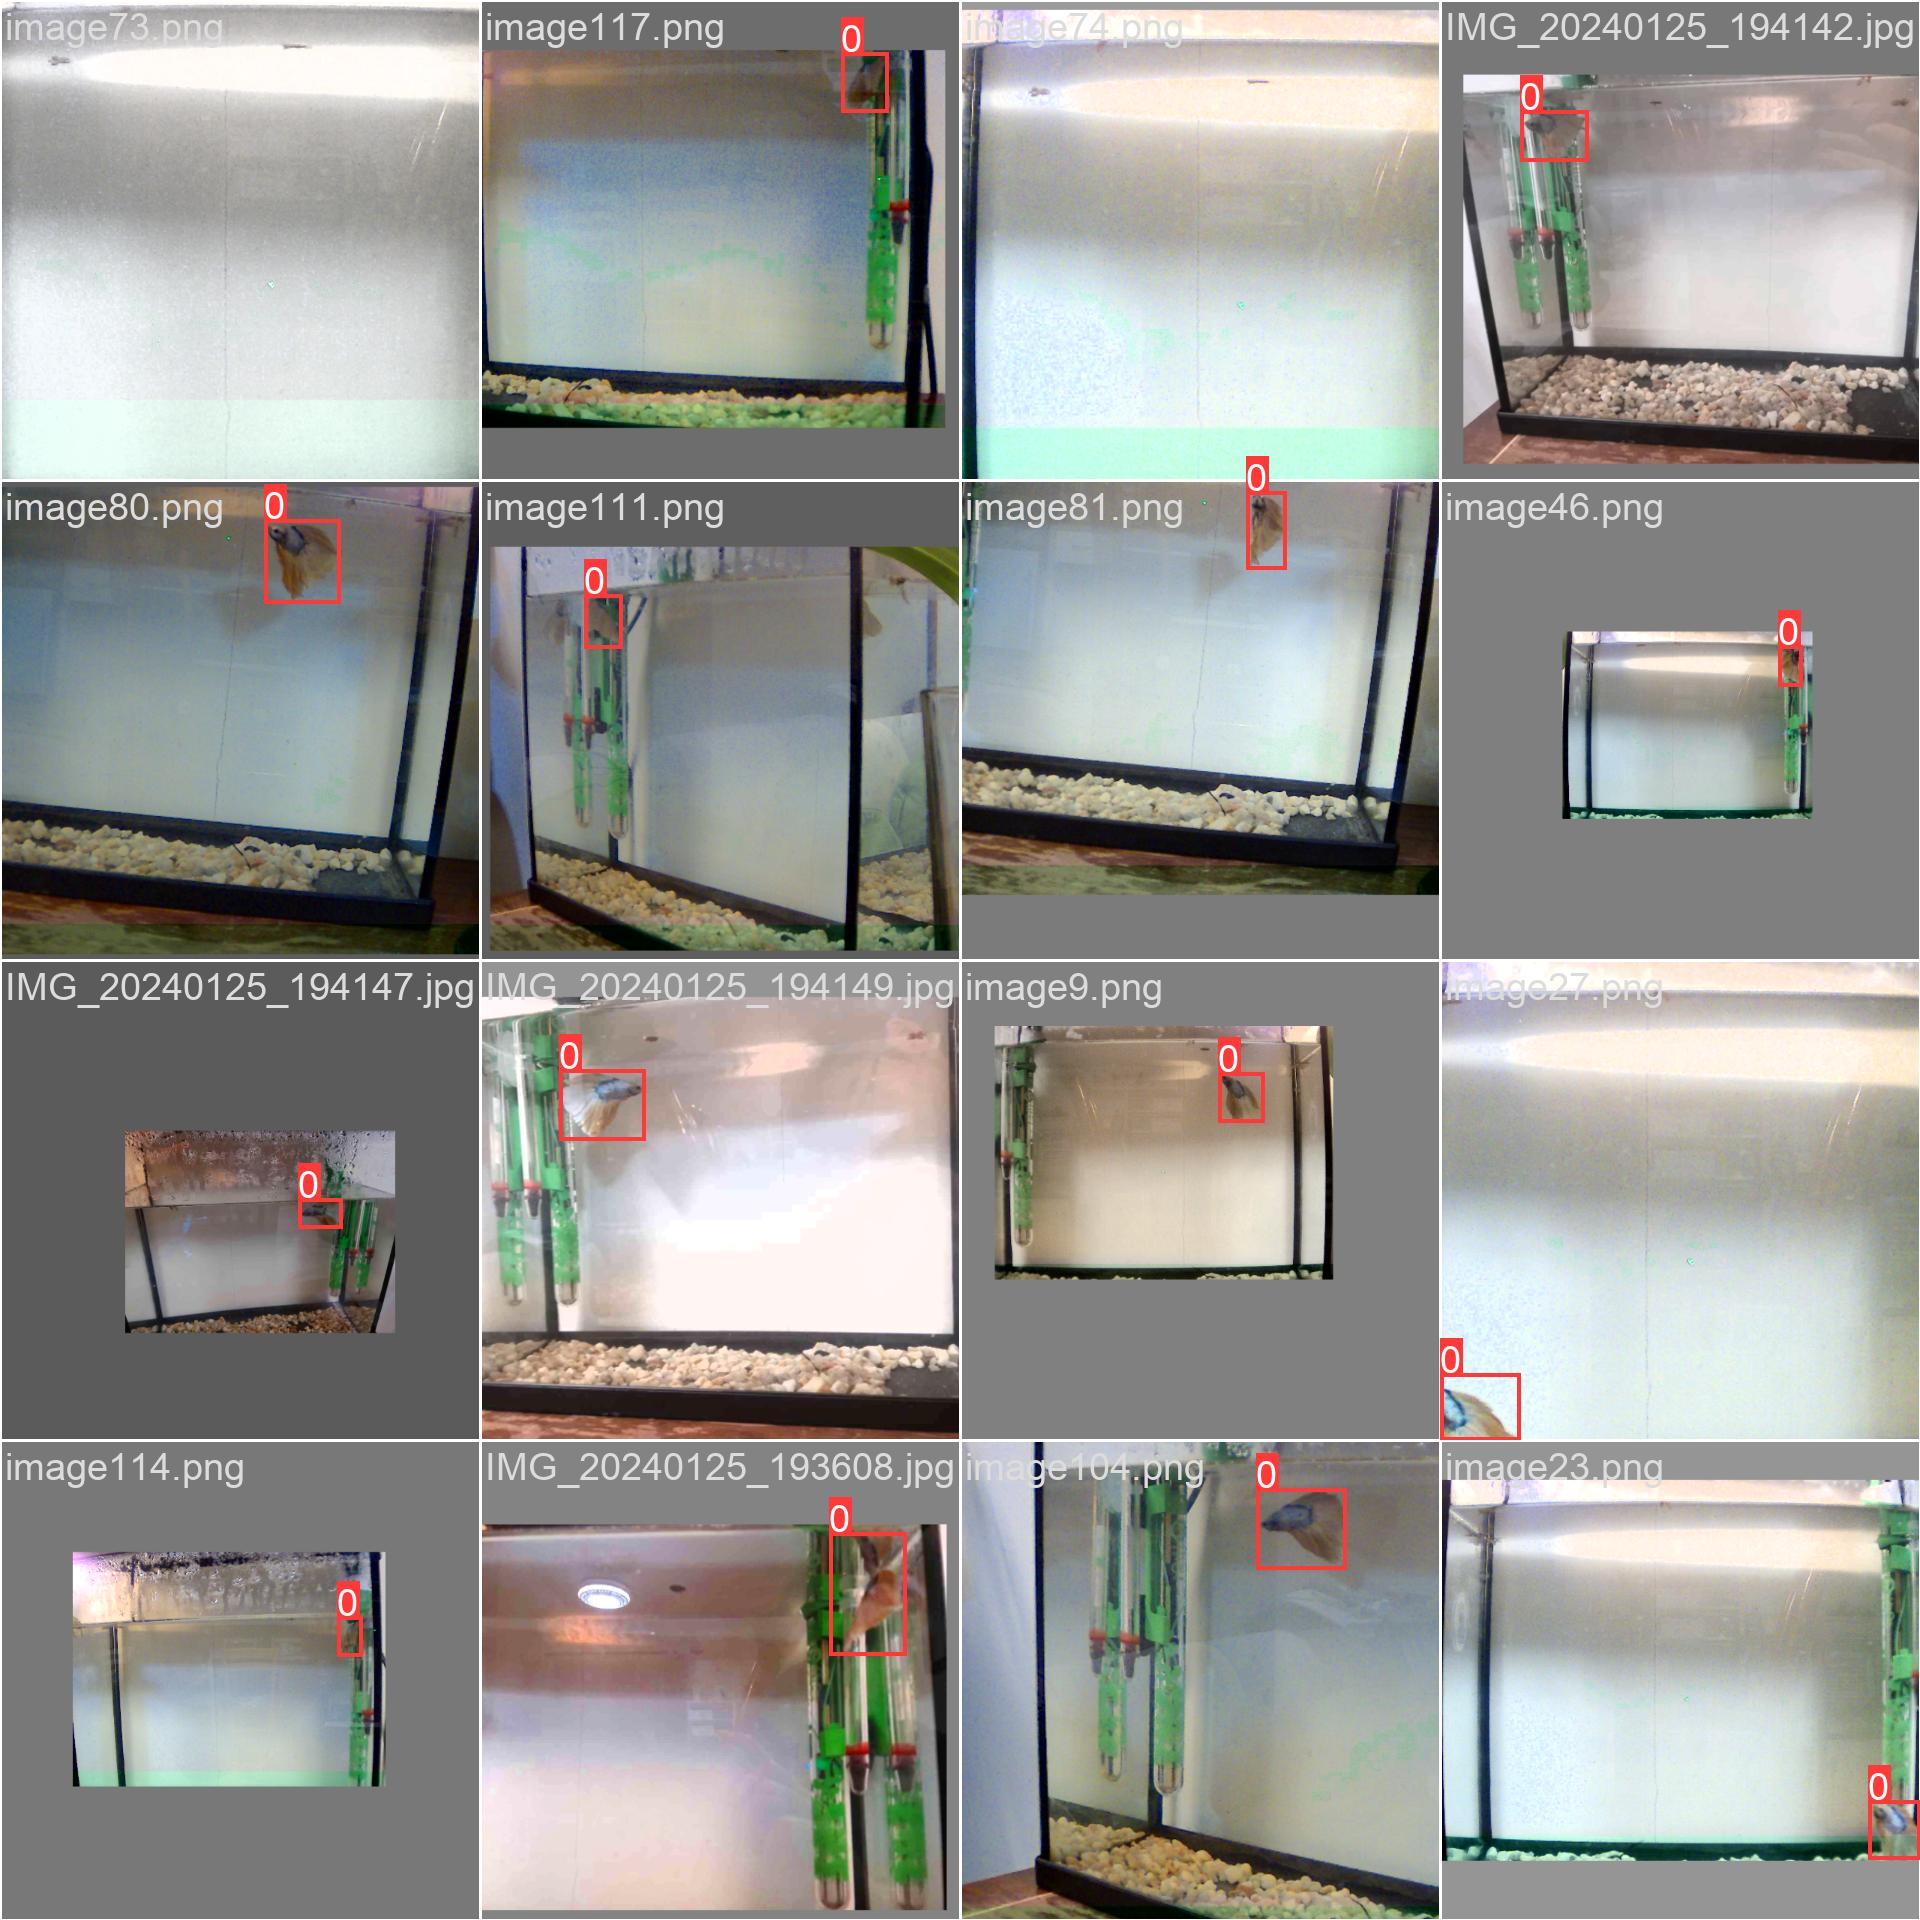 image73.png
image117.png
0
image74.png
IMG_20240125_194142.jpg
0
image80.png
0
image111.png
0
image81.png
0
image46.png
0
IMG_20240125_194147.jpg
0
IMG_20240125_194149.jpg
0
image9.png
0
image27.png
0
image114.png
0
IMG_20240125_193608.jpg
0
image104.png
0
image23.png
0